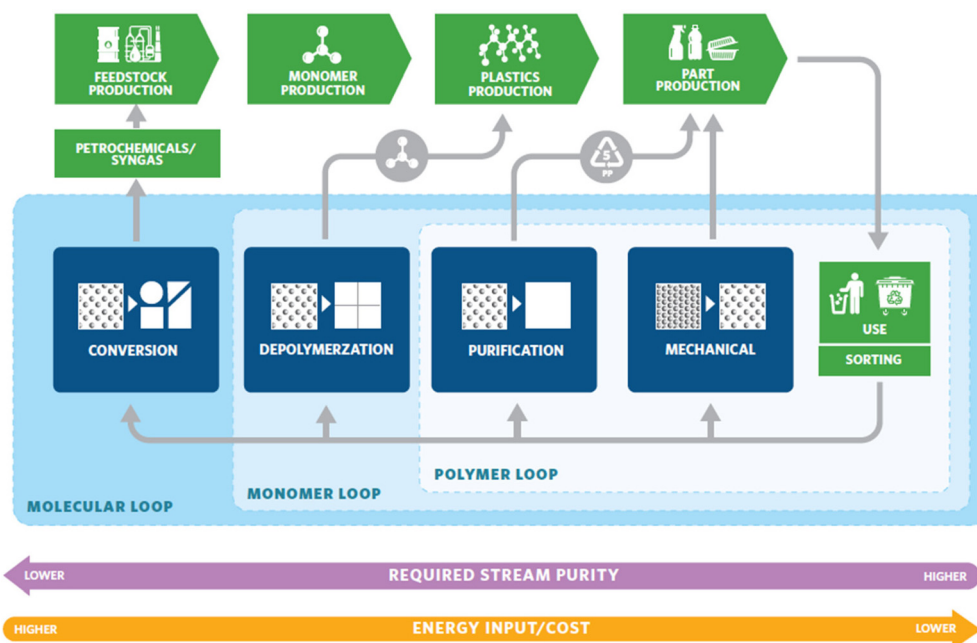 FEEDSTOCK
PRODUCTION
MONOMER
PRODUCTION
PLASTICS
PRODUCTION
PART
PRODUCTION
PETROCHEMICALS/
SYNGAS
5
PP
CONVERSION
DEPOLYMERZATION
PURIFICATION
MECHANICAL
USE
SORTING
POLYMER LOOP
MONOMER LOOP
MOLECULAR LOOP
LOWER REQUIRED STREAM PURITY HIGHER
HIGHER ENERGY INPUT/COST LOWER